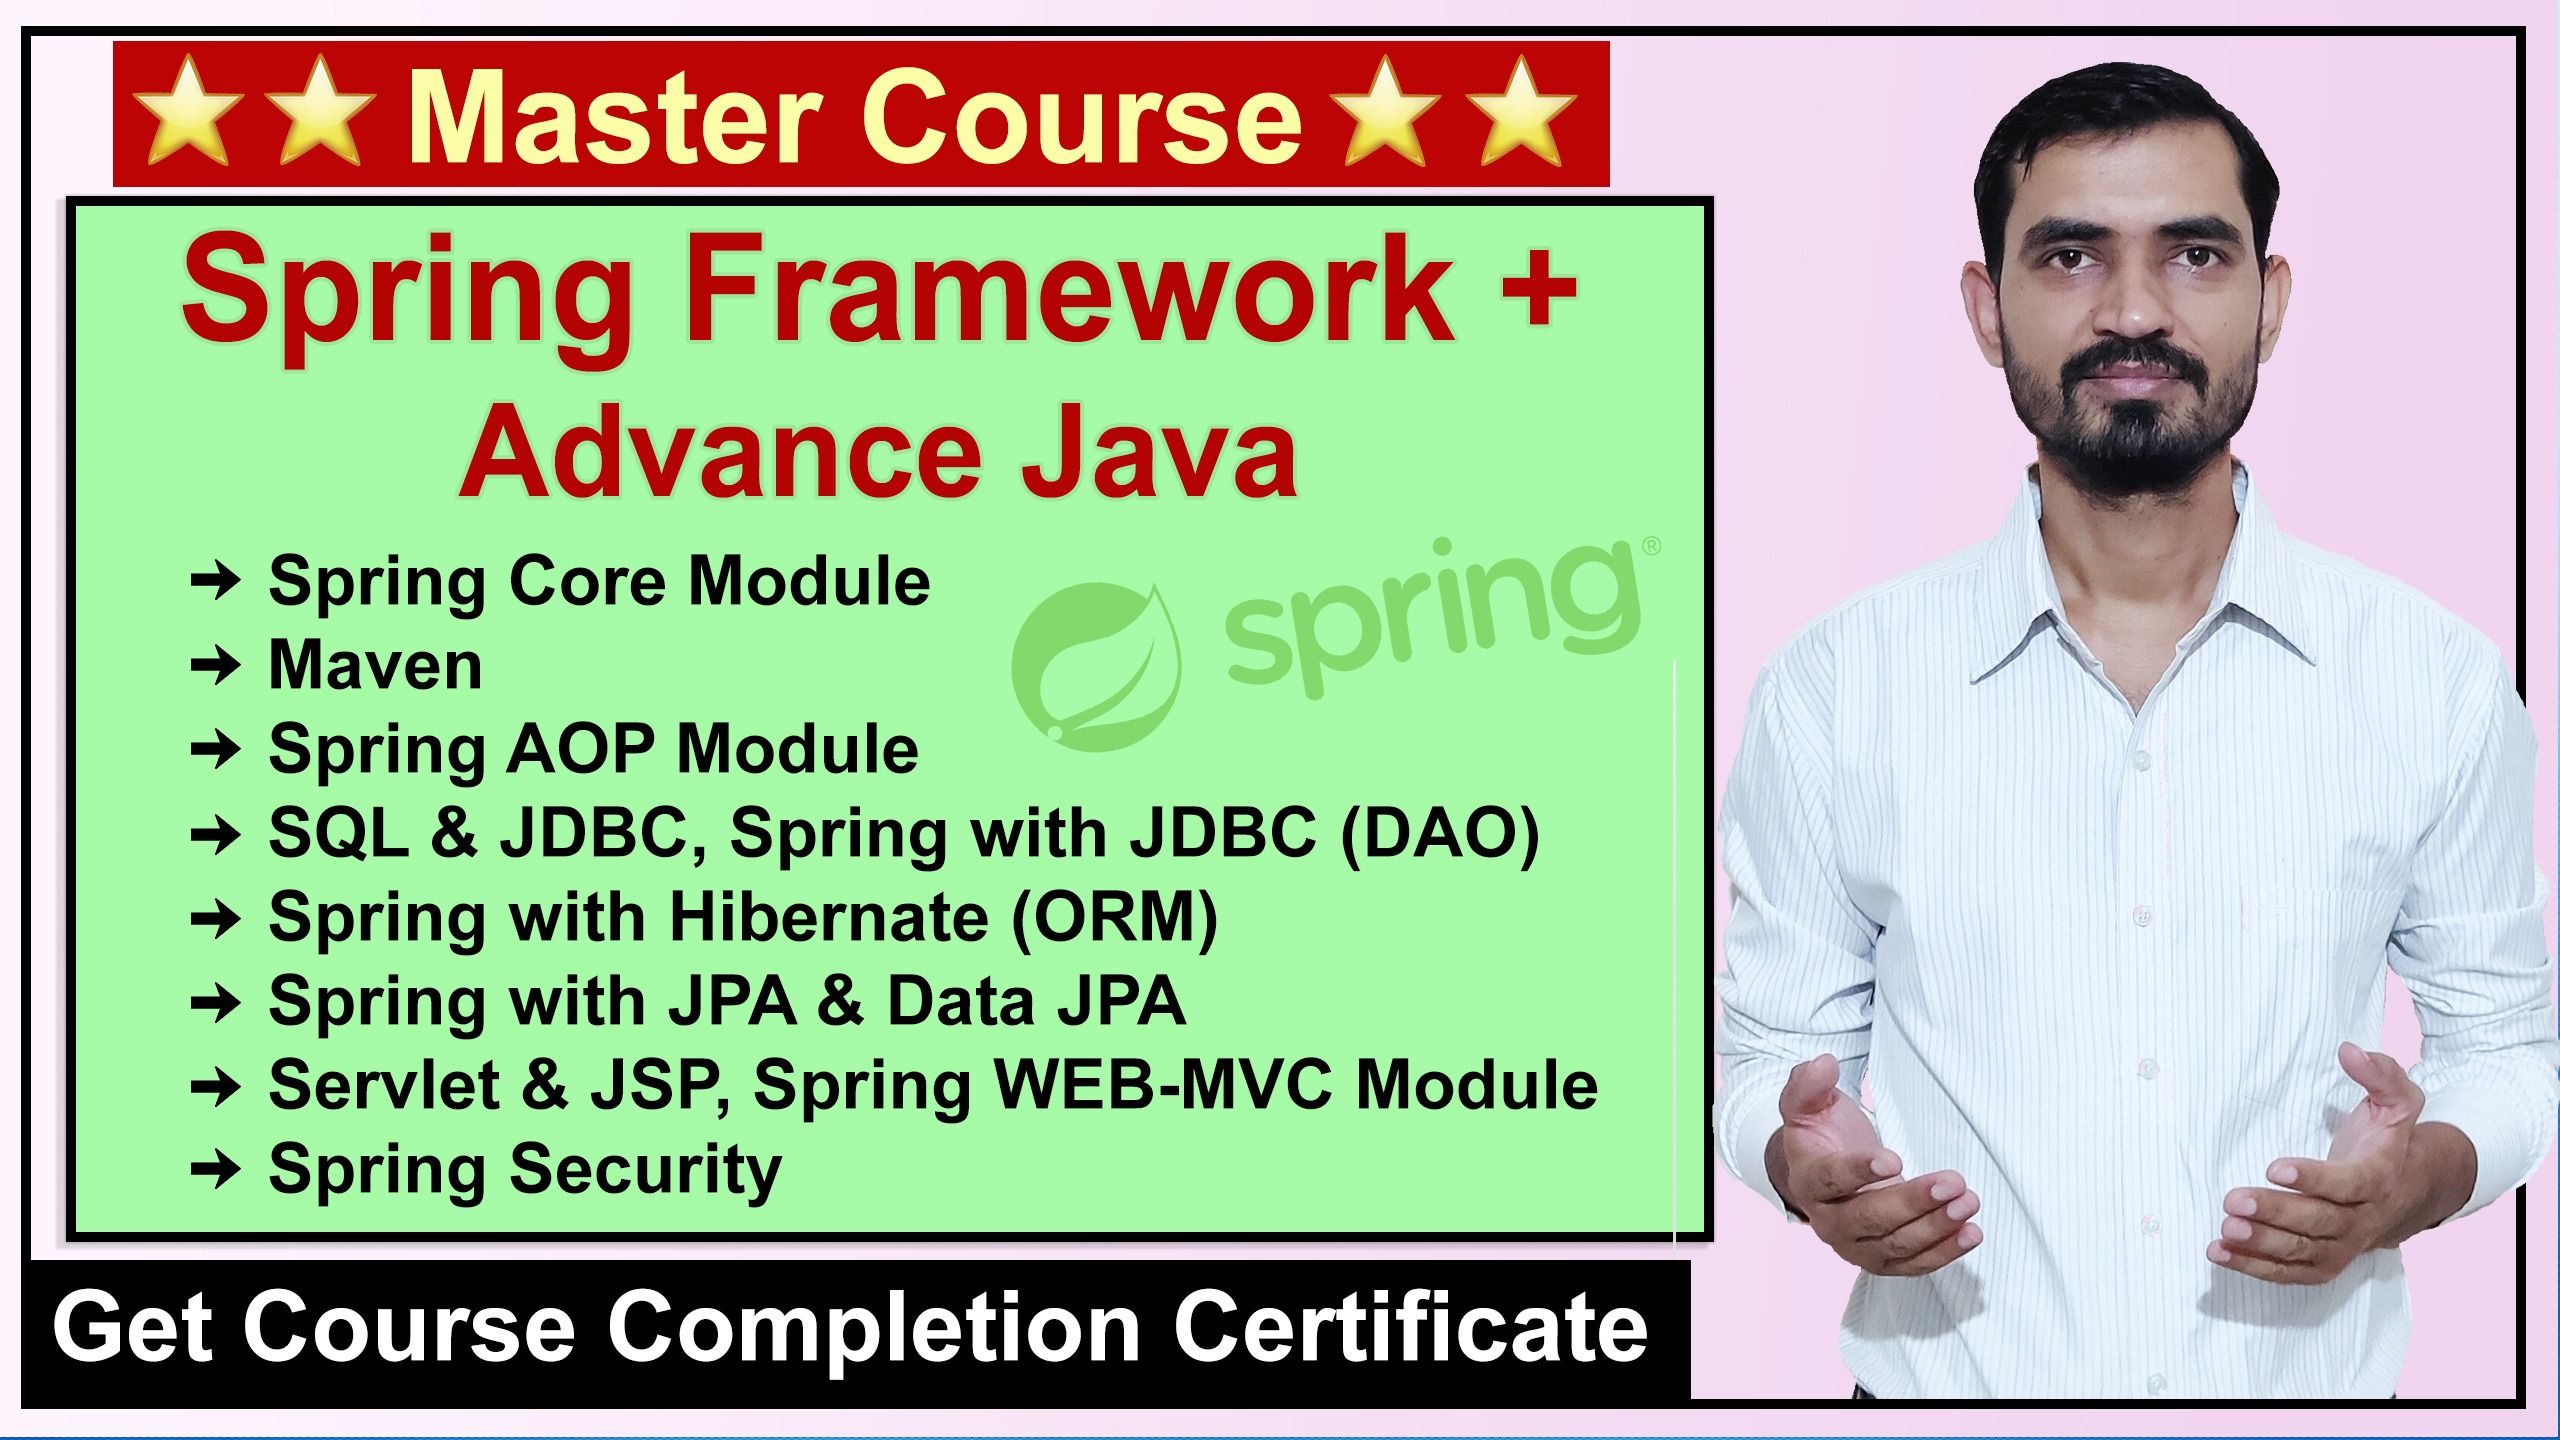 Master Course
Spring Framework +
Advance Java
spring®
➔ Spring Core Module
➔ Maven
➔ Spring AOP Module
➔ SQL & JDBC, Spring with JDBC (DAO)
➔ Spring with Hibernate (ORM)
➔ Spring with JPA & Data JPA
➔ Servlet & JSP, Spring WEB-MVC Module
➔ Spring Security
Get Course Completion Certificate